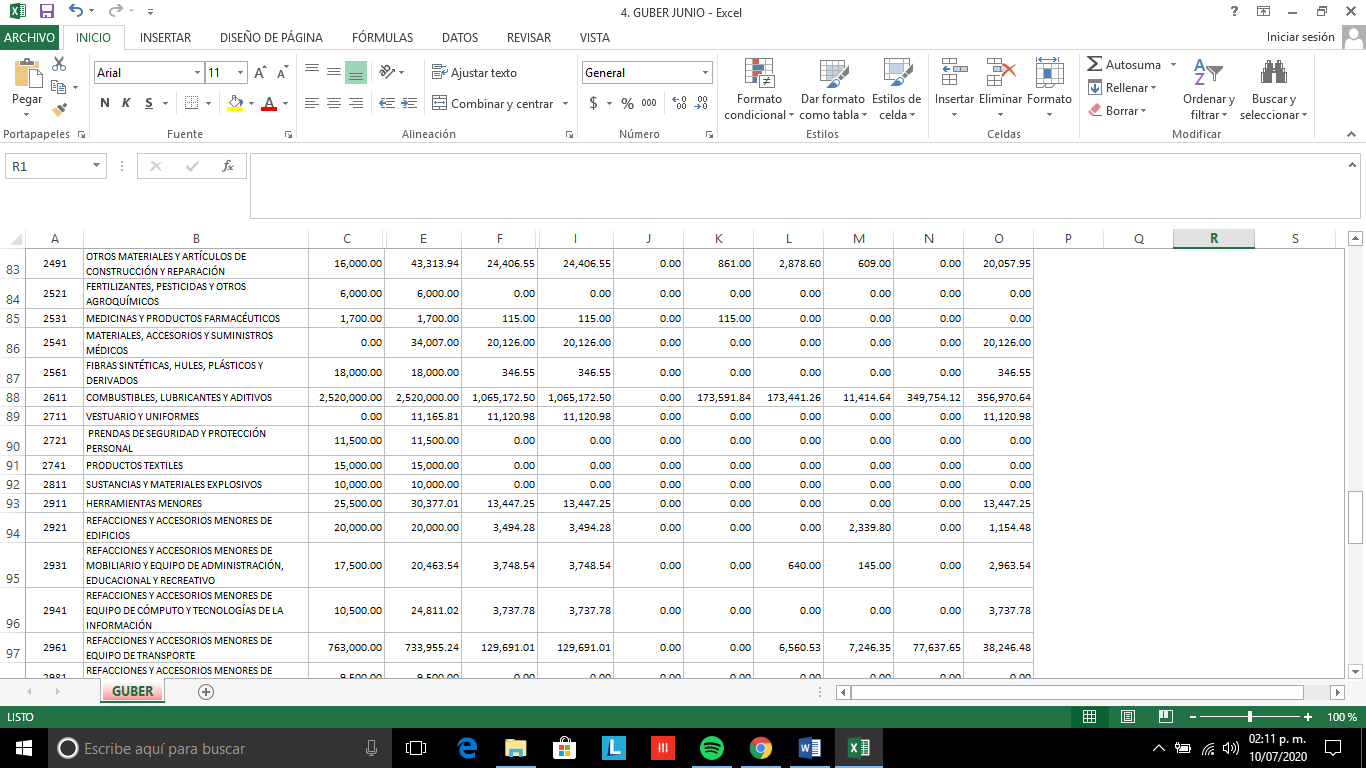 4. GUBER JUNIO - Excel
ARCHIVO INICIO INSERTAR DISEÑO DE PÁGINA FÓRMULAS DATOS REVISAR VISTA Iniciar sesión
Pegar Arial 11 Ajustar texto General Formato condicional Dar formato como tabla Estilos de celda Insertar Eliminar Formato Autosuma Rellenar Borrar Ordenar y filtrar Buscar y seleccionar
N K S Combinar y centrar $ % 000
Portapapeles Fuente Alineación Número Estilos Celdas Modificar
R1 fx
A B C E F I J K L M N O P Q R S
83 2491 OTROS MATERIALES Y ARTÍCULOS DE
CONSTRUCCIÓN Y REPARACIÓN 16,000.00 43,313.94 24,406.55 24,406.55 0.00 861.00 2,878.60 609.00 0.00 20,057.95
84 2521 FERTILIZANTES, PESTICIDAS Y OTROS
AGROQUÍMICOS 6,000.00 6,000.00 0.00 0.00 0.00 0.00 0.00 0.00 0.00 0.00
85 2531 MEDICINAS Y PRODUCTOS FARMACÉUTICOS 1,700.00 1,700.00 115.00 115.00 0.00 115.00 0.00 0.00 0.00 0.00
86 2541 MATERIALES, ACCESORIOS Y SUMINISTROS
MÉDICOS 0.00 34,007.00 20,126.00 20,126.00 0.00 0.00 0.00 0.00 0.00 20,126.00
87 2561 FIBRAS SINTÉTICAS, HULES, PLÁSTICOS Y
DERIVADOS 18,000.00 18,000.00 346.55 346.55 0.00 0.00 0.00 0.00 0.00 346.55
88 2611 COMBUSTIBLES, LUBRICANTES Y ADITIVOS 2,520,000.00 2,520,000.00 1,065,172.50 1,065,172.50 0.00 173,591.84 173,441.26 11,414.64 349,754.12 356,970.64
89 2711 VESTUARIO Y UNIFORMES 0.00 11,165.81 11,120.98 11,120.98 0.00 0.00 0.00 0.00 0.00 11,120.98
90 2721 PRENDAS DE SEGURIDAD Y PROTECCIÓN
PERSONAL 11,500.00 11,500.00 0.00 0.00 0.00 0.00 0.00 0.00 0.00 0.00
91 2741 PRODUCTOS TEXTILES 15,000.00 15,000.00 0.00 0.00 0.00 0.00 0.00 0.00 0.00 0.00
92 2811 SUSTANCIAS Y MATERIALES EXPLOSIVOS 10,000.00 10,000.00 0.00 0.00 0.00 0.00 0.00 0.00 0.00 0.00
93 2911 HERRAMIENTAS MENORES 25,500.00 30,377.01 13,447.25 13,447.25 0.00 0.00 0.00 0.00 0.00 13,447.25
94 2921 REFACCIONES Y ACCESORIOS MENORES DE
EDIFICIOS 20,000.00 20,000.00 3,494.28 3,494.28 0.00 0.00 0.00 2,339.80 0.00 1,154.48
95 2931 REFACCIONES Y ACCESORIOS MENORES DE
MOBILIARIO Y EQUIPO DE ADMINISTRACIÓN,
EDUCACIONAL Y RECREATIVO 17,500.00 20,463.54 3,748.54 3,748.54 0.00 0.00 640.00 145.00 0.00 2,963.54
96 2941 REFACCIONES Y ACCESORIOS MENORES DE
EQUIPO DE CÓMPUTO Y TECNOLOGÍAS DE LA
INFORMACIÓN 10,500.00 24,811.02 3,737.78 3,737.78 0.00 0.00 0.00 0.00 0.00 3,737.78
97 2961 REFACCIONES Y ACCESORIOS MENORES DE
EQUIPO DE TRANSPORTE 763,000.00 733,955.24 129,691.01 129,691.01 0.00 0.00 6,560.53 7,246.35 77,637.65 38,246.48
2981 REFACCIONES Y ACCESORIOS MENORES DE 9,500.00 9,500.00 0.00 0.00 0.00 0.00 0.00 0.00 0.00 0.00
GUBER
LISTO 100 %
Escribe aquí para buscar 02:11 p. m.
10/07/2020